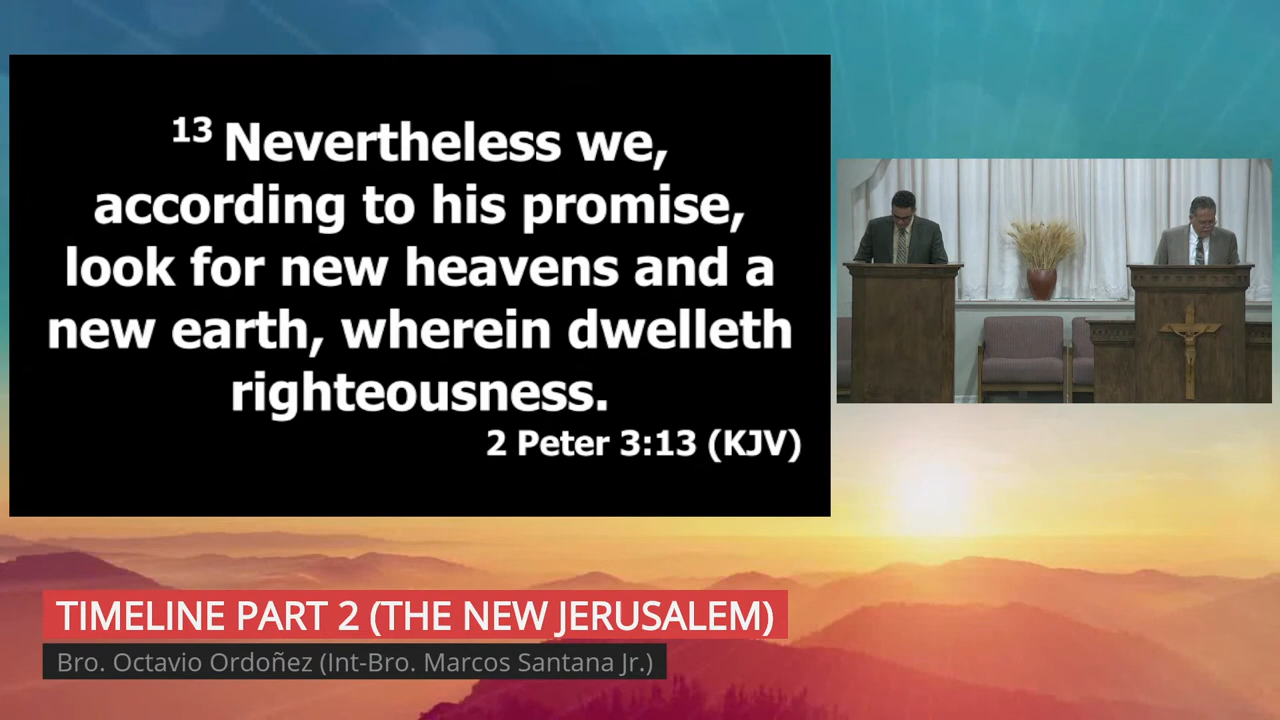 13 Nevertheless we,
according to his promise,
look for new heavens and a
new earth, wherein dwelleth
righteousness.
2 Peter 3:13 (KJV)
TIMELINE PART 2 (THE NEW JERUSALEM)
Bro. Octavio Ordoñez (Int-Bro. Marcos Santana Jr.)